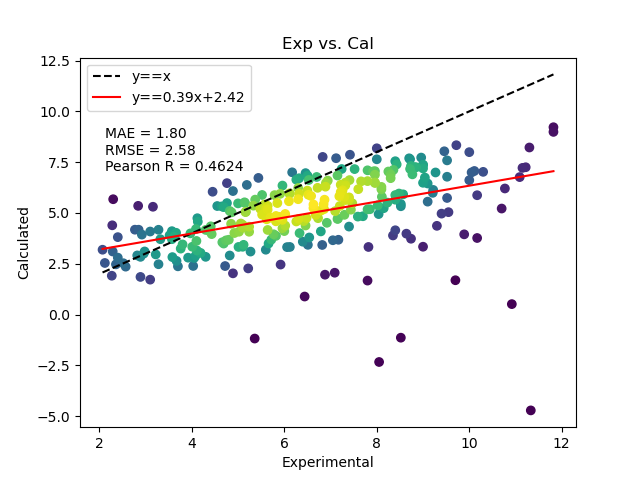 Exp vs. Cal
12.5
10.0
7.5
5.0
2.5
0.0
−2.5
−5.0
Calculated
y==x
y==0.39x+2.42
MAE = 1.80
RMSE = 2.58
Pearson R = 0.4624
2 4 6 8 10 12
Experimental